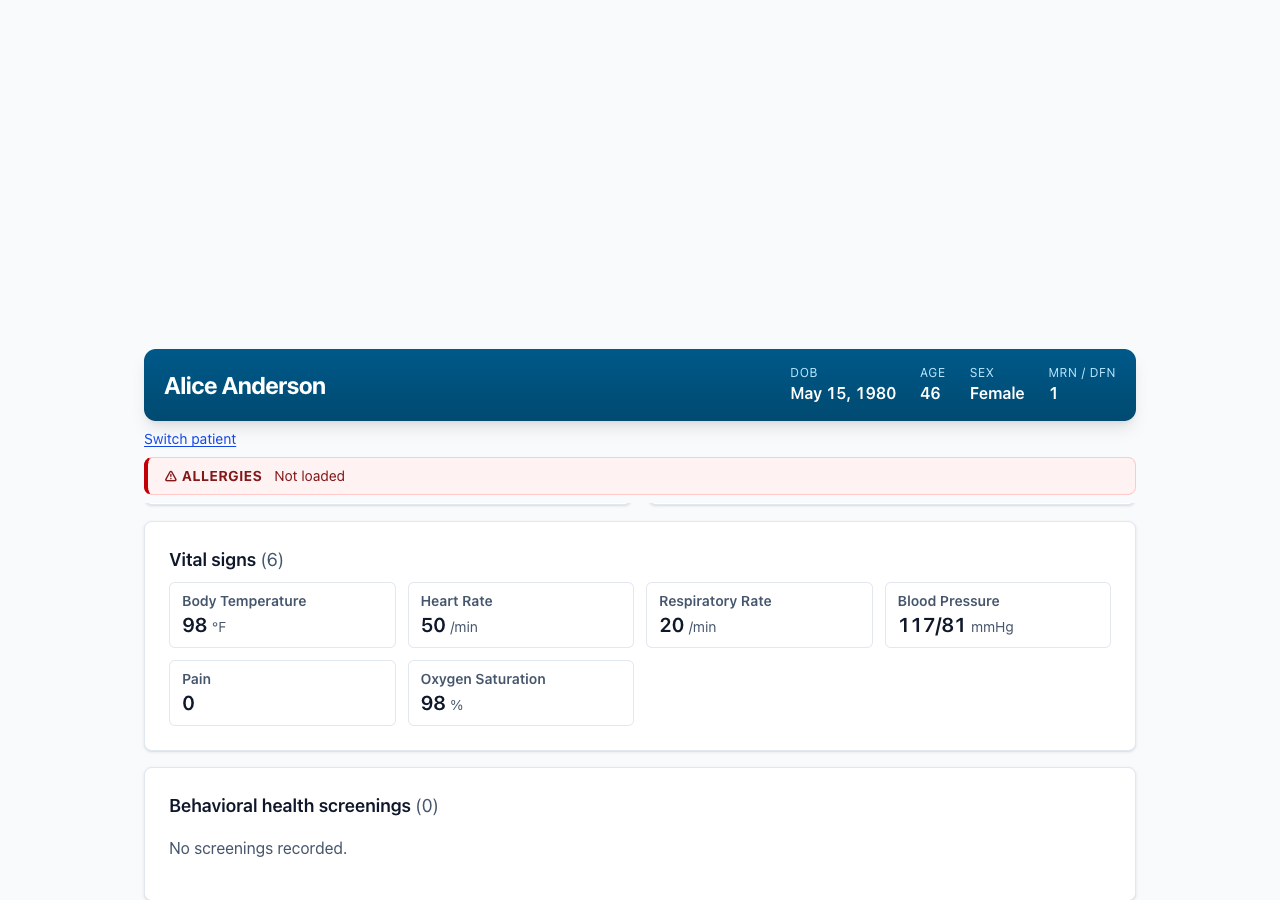 Alice Anderson
DOB AGE SEX MRN / DFN
May 15, 1980 46 Female 1
Switch patient
ALLERGIES Not loaded
Vital signs (6)
Body Temperature Heart Rate Respiratory Rate Blood Pressure
98 °F 50 /min 20 /min 117/81 mmHg
Pain Oxygen Saturation
0 98 %
Behavioral health screenings (0)
No screenings recorded.